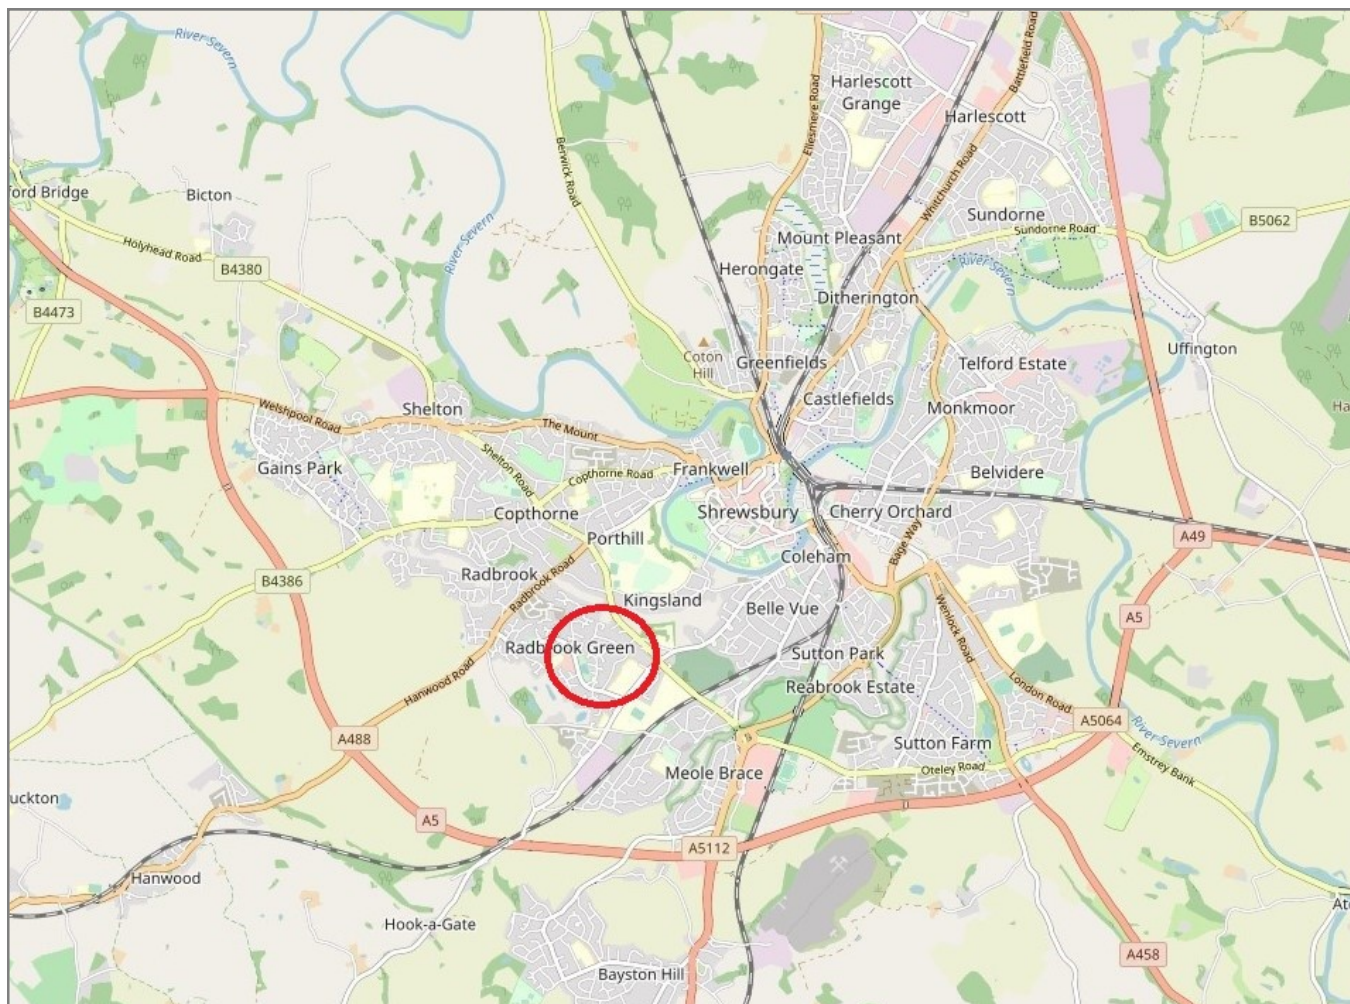 River Severn
Harlescott
Grange
Ellesmere Road
Battlefield Road
Harlescott
Berwick Road
ford Bridge
Bicton
Whitchurch Road
Sundorne
B5062
Sundorne Road
Holyhead Road
River Severn
Mount Pleasant
B4380
Herongate
River Severn
Ditherington
B4473
Uffington
Coton
Hill
Greenfields
Telford Estate
Castlefields
Monkmoor
Ha
Welshpool Road
Shelton
The Mount
Gains Park
Shelton Road
Copthorne Road
Frankwell
Belvidere
Copthorne
Shrewsbury
Cherry Orchard
Porthill
Bage Way
A49
Coleham
Radbrook
B4386
Radbrook Road
Kingsland
Belle Vue
A5
Wenlock Road
Radbrook Green
Sutton Park
Hanwood Road
Reabrook Estate
London Road
A5064
A488
River Severn
Sutton Farm
Emstrey Bank
Meole Brace
Oteley Road
uckton
A5
A5112
Hanwood
Ato
Hook-a-Gate
A458
Bayston Hill